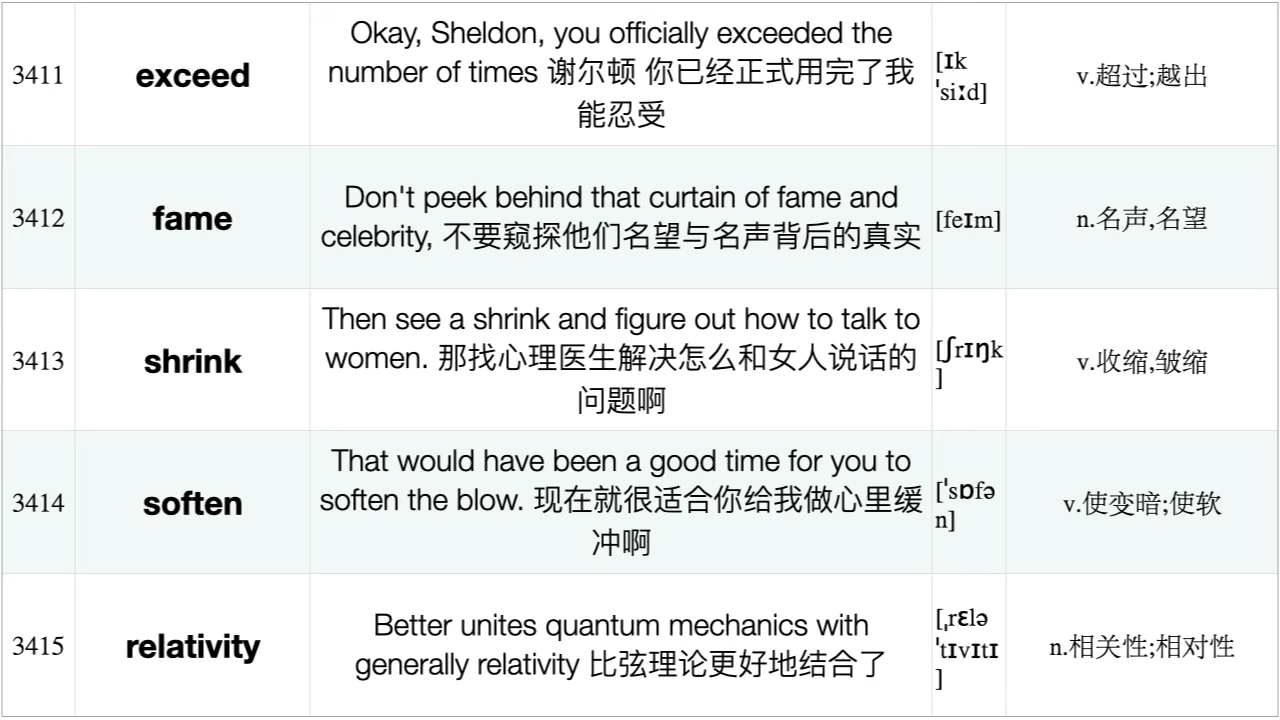 3411
exceed
Okay, Sheldon, you officially exceeded the
number of times 谢尔顿 你已经正式用完了我
能忍受
[ɪk
ˈsiːd]
v.超过;越出
3412
fame
Don't peek behind that curtain of fame and
celebrity, 不要窥探他们名望与名声背后的真实
[feɪm]
n.名声,名望
3413
shrink
Then see a shrink and figure out how to talk to
women. 那找心理医生解决怎么和女人说话的
问题啊
[ʃrɪŋk
]
v.收缩,皱缩
3414
soften
That would have been a good time for you to
soften the blow. 现在就很适合你给我做心里缓
冲啊
[ˈsɒfə
n]
v.使变暗;使软
3415
relativity
Better unites quantum mechanics with
generally relativity 比弦理论更好地结合了
[ˌrɛlə
ˈtɪvɪtɪ
]
n.相关性;相对性